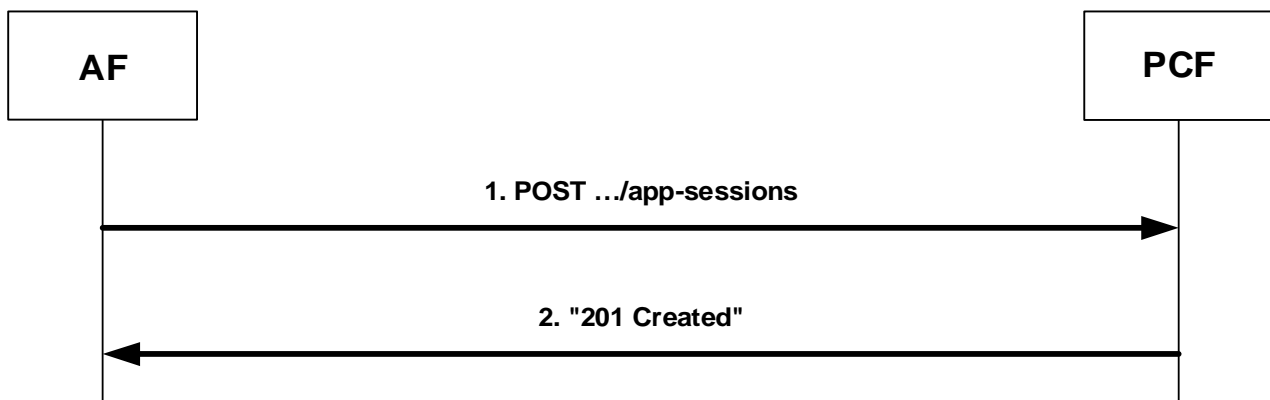 AF
PCF
1. POST …/app-sessions
2. "201 Created"